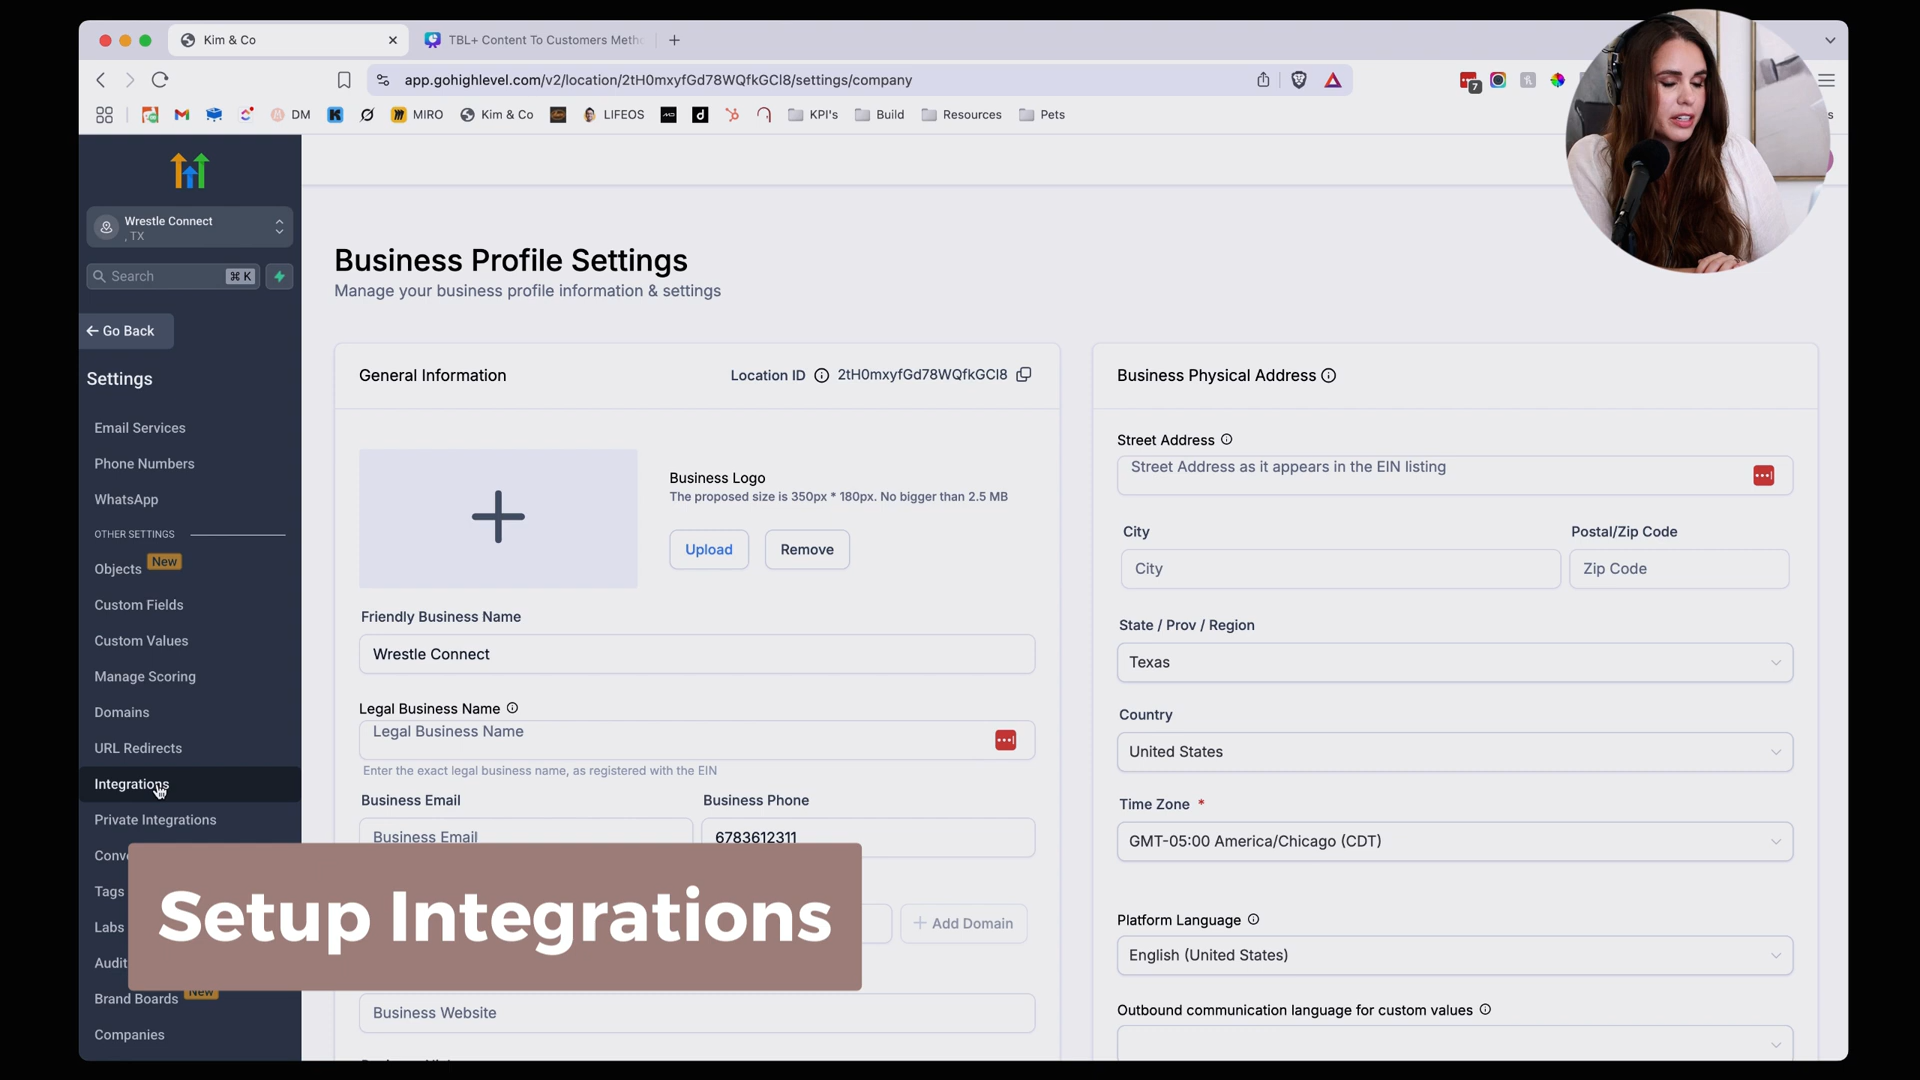 Kim & Co
TBL+ Content To Customers Meth
app.gohighlevel.com/v2/location/2tH0mxyfGd78WQfkGCl8/settings/company
7
DM
MIRO
Kim & Co
LIFEOS
KPI's
Build
Resources
Pets
Wrestle Connect
, TX
Search
⌘ K
Go Back
Settings
Email Services
Phone Numbers
WhatsApp
OTHER SETTINGS
Objects New
Custom Fields
Custom Values
Manage Scoring
Domains
URL Redirects
Integrations
Private Integrations
Conv
Tags
Labs
Audit
Brand Boards New
Companies
Business Profile Settings
Manage your business profile information & settings
General Information
Location ID 2tH0mxyfGd78WQfkGCl8
Business Logo
The proposed size is 350px * 180px. No bigger than 2.5 MB
Upload
Remove
Friendly Business Name
Wrestle Connect
Legal Business Name
Legal Business Name
Enter the exact legal business name, as registered with the EIN
Business Email
Business Phone
Business Email
6783612311
+ Add Domain
Business Website
Setup Integrations
Business Physical Address
Street Address
Street Address as it appears in the EIN listing
City
Postal/Zip Code
City
Zip Code
State / Prov / Region
Texas
Country
United States
Time Zone *
GMT-05:00 America/Chicago (CDT)
Platform Language
English (United States)
Outbound communication language for custom values